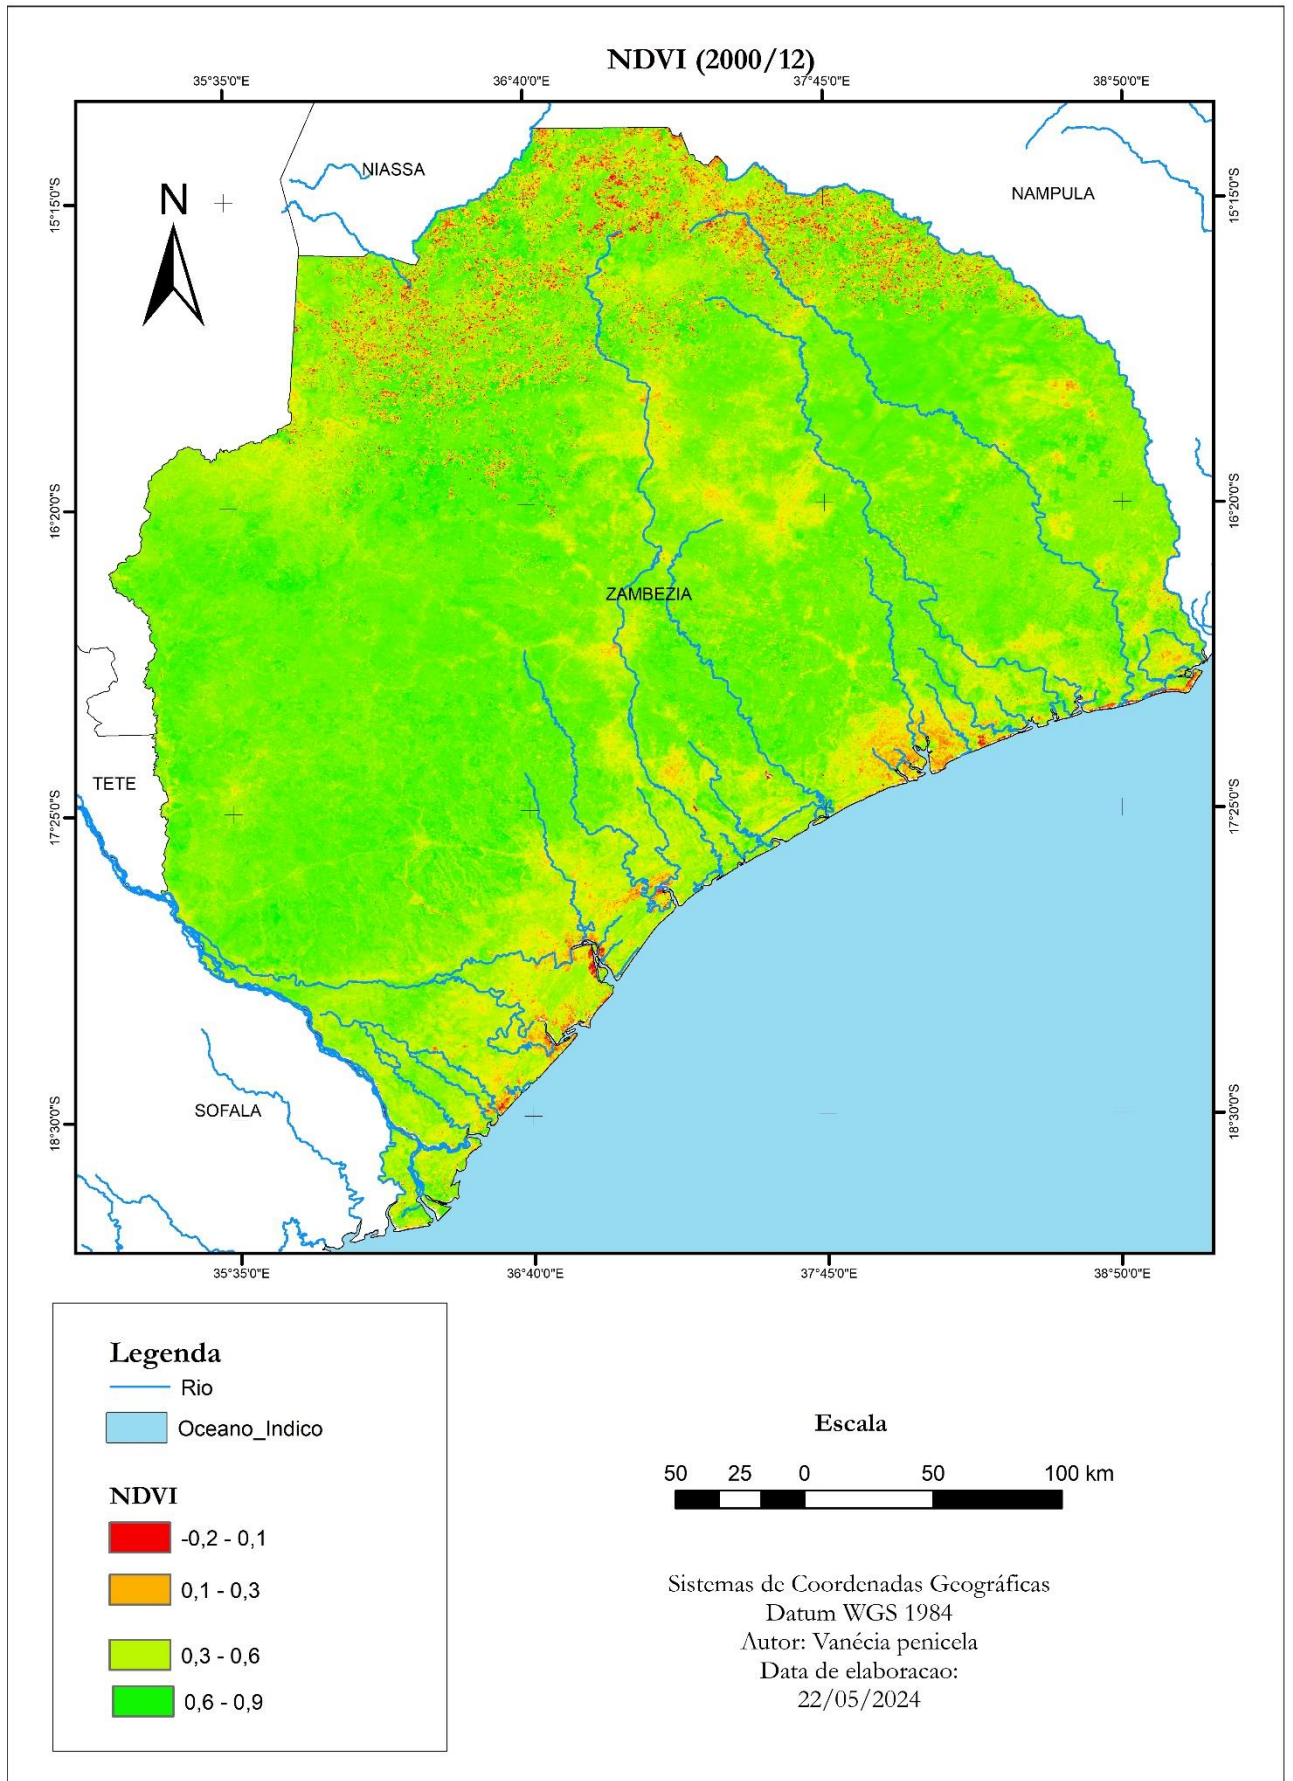 NDVI (2000/12)
35°35'0"E
36°40'0"E
37°45'0"E
38°50'0"E
NIASSA
NAMPULA
N
15°15'0"S
15°15'0"S
16°20'0"S
16°20'0"S
ZAMBEZIA
TETE
17°25'0"S
17°25'0"S
SOFALA
18°30'0"S
18°30'0"S
35°35'0"E
36°40'0"E
37°45'0"E
38°50'0"E
Legenda
Rio
Oceano_Indico
NDVI
-0,2 - 0,1
0,1 - 0,3
0,3 - 0,6
0,6 - 0,9
Escala
50 25 0 50 100 km
Sistemas de Coordenadas Geográficas
Datum WGS 1984
Autor: Vanécia penicela
Data de elaboracao:
22/05/2024